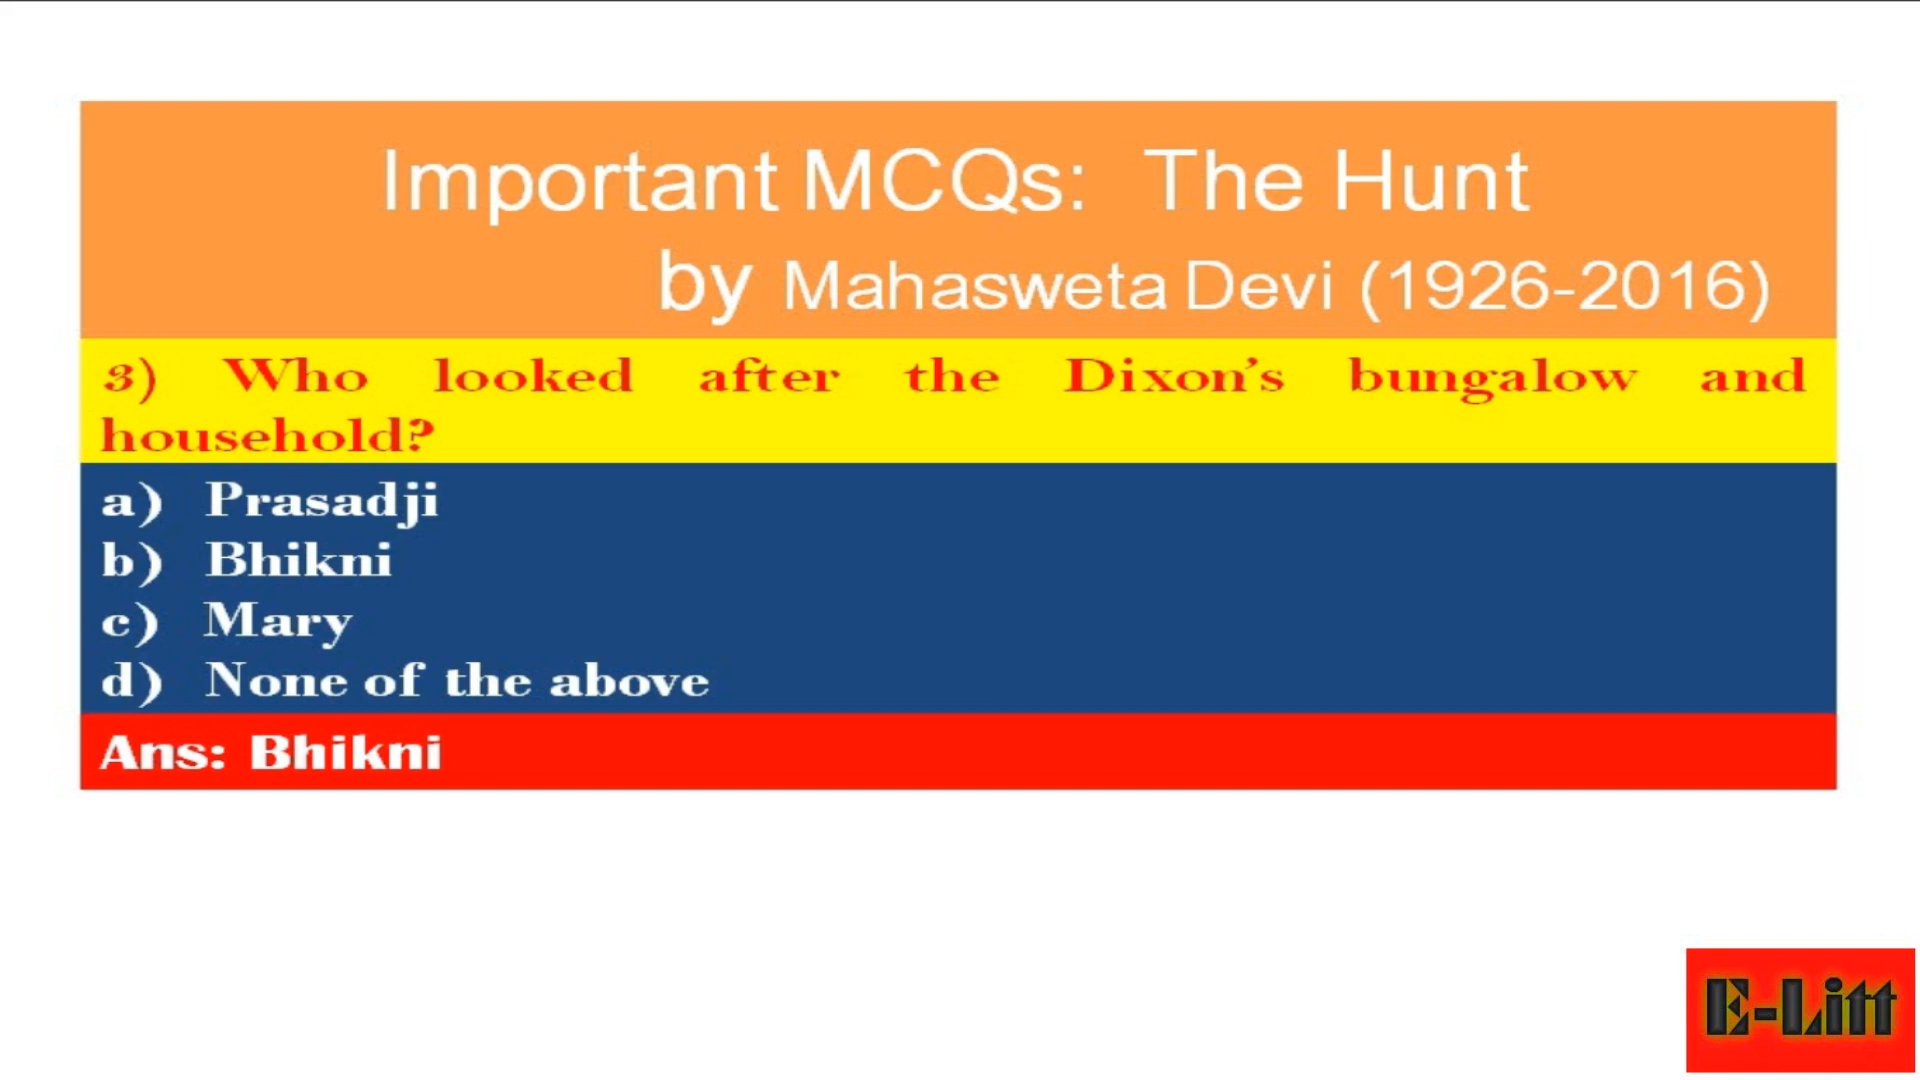 Important MCQs: The Hunt
by Mahasweta Devi (1926-2016)
3) Who looked after the Dixon’s bungalow and
household?
a) Prasadji
b) Bhikni
c) Mary
d) None of the above
Ans: Bhikni
E-Litt